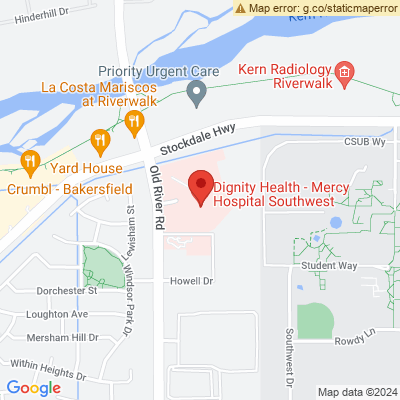 Hinderhill Dr
Kern River
Map error: g.co/staticmaperror
La Costa Mariscos
at Riverwalk
Priority Urgent Care
Kern Radiology
Riverwalk
Stockdale Hwy
CSUB Wy
Yard House
Crumbl - Bakersfield
Old River Rd
Dignity Health - Mercy
Hospital Southwest
Lewisham St
Windsor Park Dr
Student Way
Howell Dr
Dorchester St
Loughton Ave
Mersham Hill Dr
Rowdy Ln
Southwest Dr
Within Heights Dr
Google
Map data ©2024